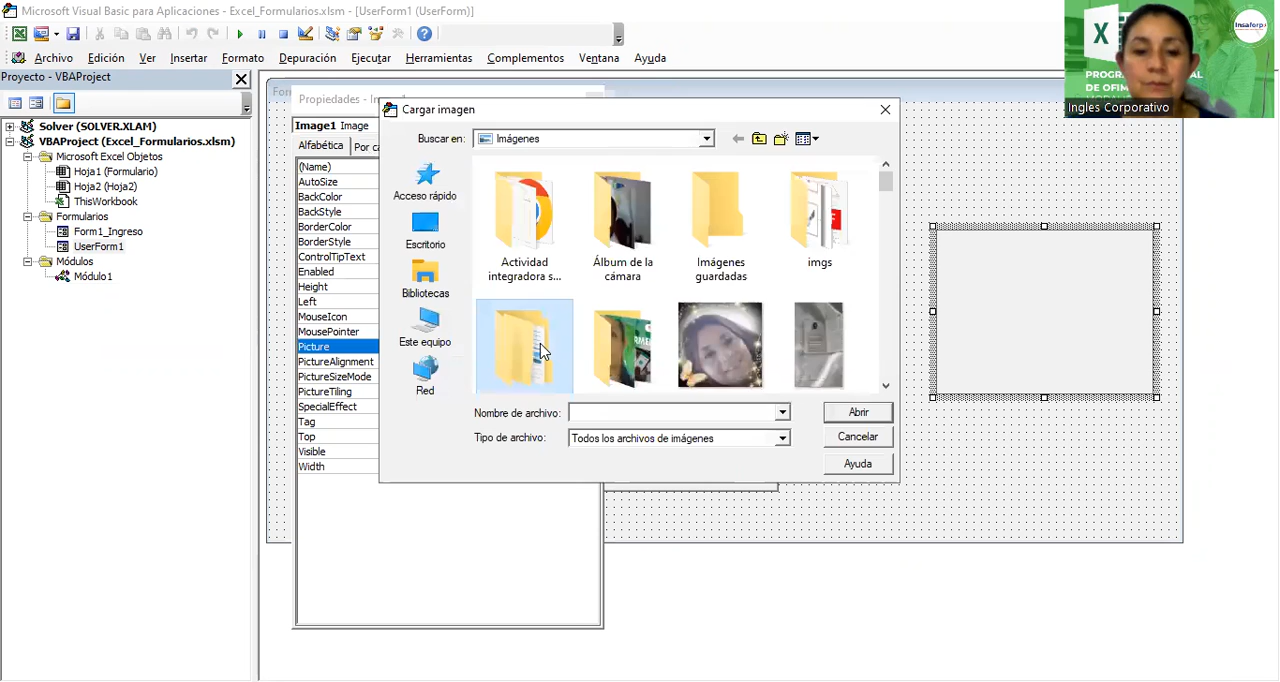 Microsoft Visual Basic para Aplicaciones - Excel_Formularios.xlsm - [UserForm1 (UserForm)]
Archivo Edición Ver Insertar Formato Depuración Ejecutar Herramientas Complementos Ventana Ayuda
Proyecto - VBAProject
Solver (SOLVER.XLAM)
VBAProject (Excel_Formularios.xlsm)
Microsoft Excel Objetos
Hoja1 (Formulario)
Hoja2 (Hoja2)
ThisWorkbook
Formularios
Form1_Ingreso
UserForm1
Módulos
Módulo1
Propiedades -
Image1 Image
Alfabética
(Name)
AutoSize
BackColor
BackStyle
BorderColor
BorderStyle
ControlTipText
Enabled
Height
Left
MouseIcon
MousePointer
Picture
PictureAlignment
PictureSizeMode
PictureTiling
SpecialEffect
Tag
Top
Visible
Width
Cargar imagen
Buscar en: Imágenes
Acceso rápido
Escritorio
Bibliotecas
Este equipo
Red
Actividad
integradora s...
Álbum de la
cámara
Imágenes
guardadas
imgs
Nombre de archivo:
Tipo de archivo: Todos los archivos de imágenes
Abrir
Cancelar
Ayuda
X
Insaforp
Ingles Corporativo